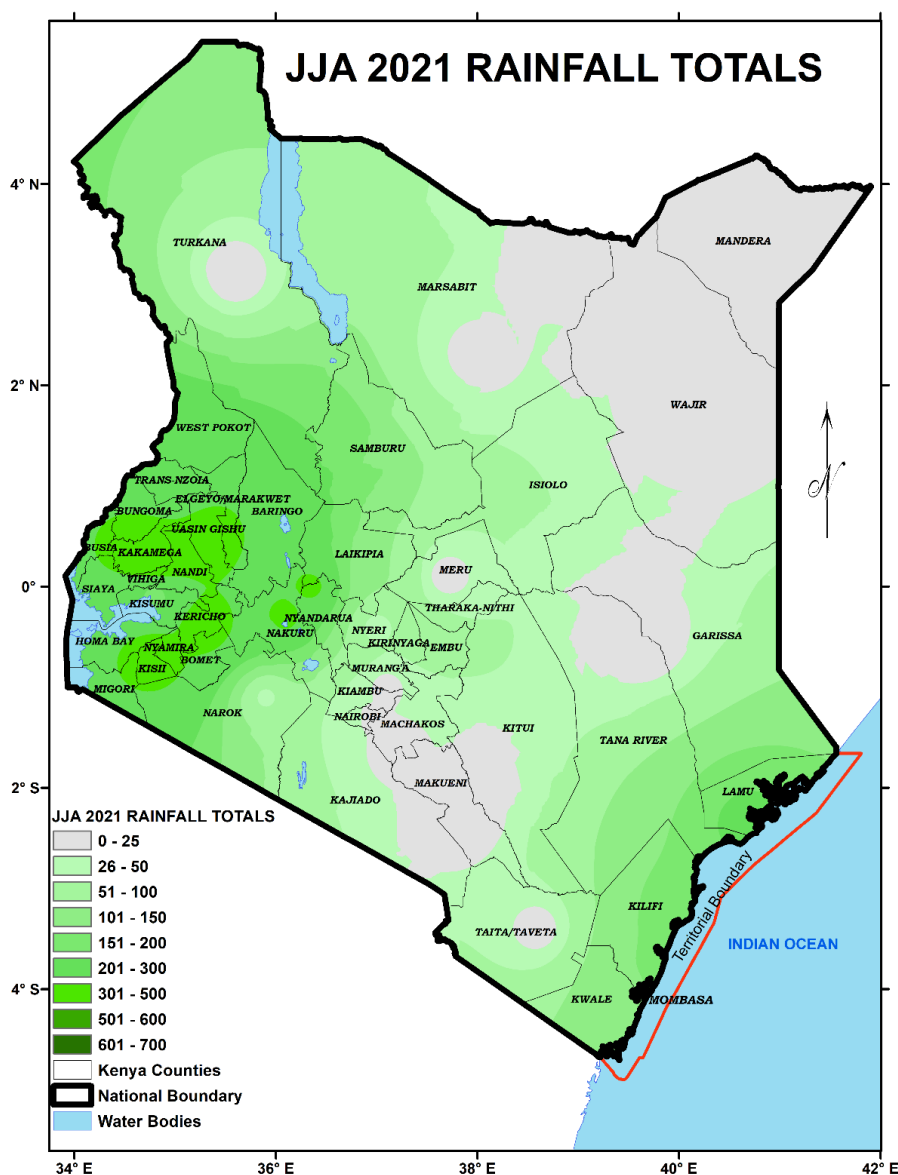 JJA 2021 RAINFALL TOTALS
4° N
MANDERA
TURKANA
MARSABIT
2° N
WAJIR
WEST POKOT
SAMBURU
TRANS-NZOIA
ISIOLO
ELGEYO/MARAKWET
BUNGOMA
BARINGO
UASIN GISHU
BUSIA
KAKAMEGA
LAIKIPIA
NANDI
MERU
VIHIGA
0°
SIAYA
KISUMU
THARAKA-NITHI
KERICHO
NYANDARUA
NYERI
NAKURU
GARISSA
HOMA BAY
NYAMIRA
KIRINYAGA
EMBU
BOMET
KISII
MURANG'A
MIGORI
KIAMBU
NAROK
NAIROBI
MACHAKOS
KITUI
TANA RIVER
MAKUENI
2° S
LAMU
KAJIADO
JJA 2021 RAINFALL TOTALS
0 - 25
26 - 50
51 - 100
101 - 150
151 - 200
201 - 300
301 - 500
501 - 600
601 - 700
Kenya Counties
National Boundary
Water Bodies
KILIFI
Territorial Boundary
TAITA/TAVETA
INDIAN OCEAN
4° S
KWALE
MOMBASA
N
34° E
36° E
38° E
40° E
42° E